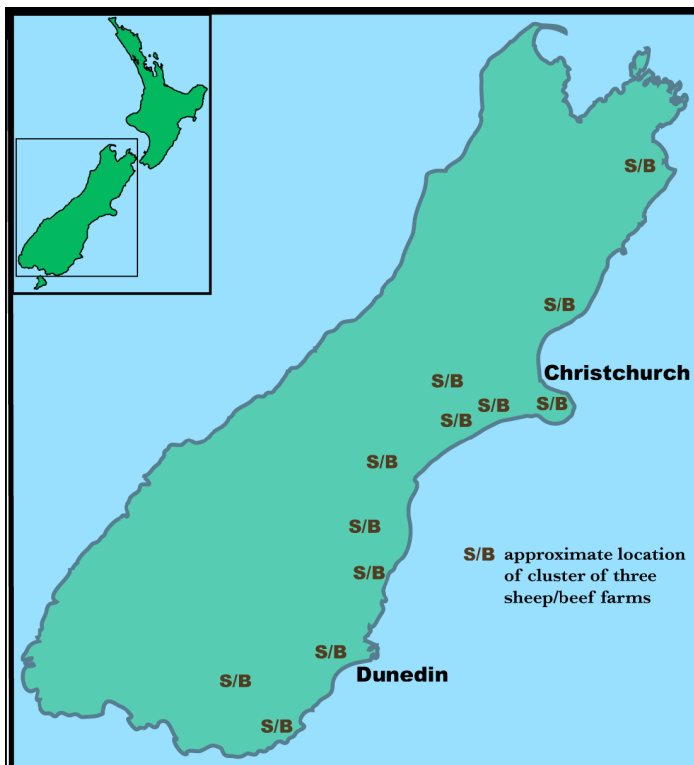 S/B
S/B
Christchurch
S/B
S/B
S/B
S/B
S/B
S/B
S/B
S/B approximate location
of cluster of three
sheep/beef farms
S/B
Dunedin
S/B
S/B